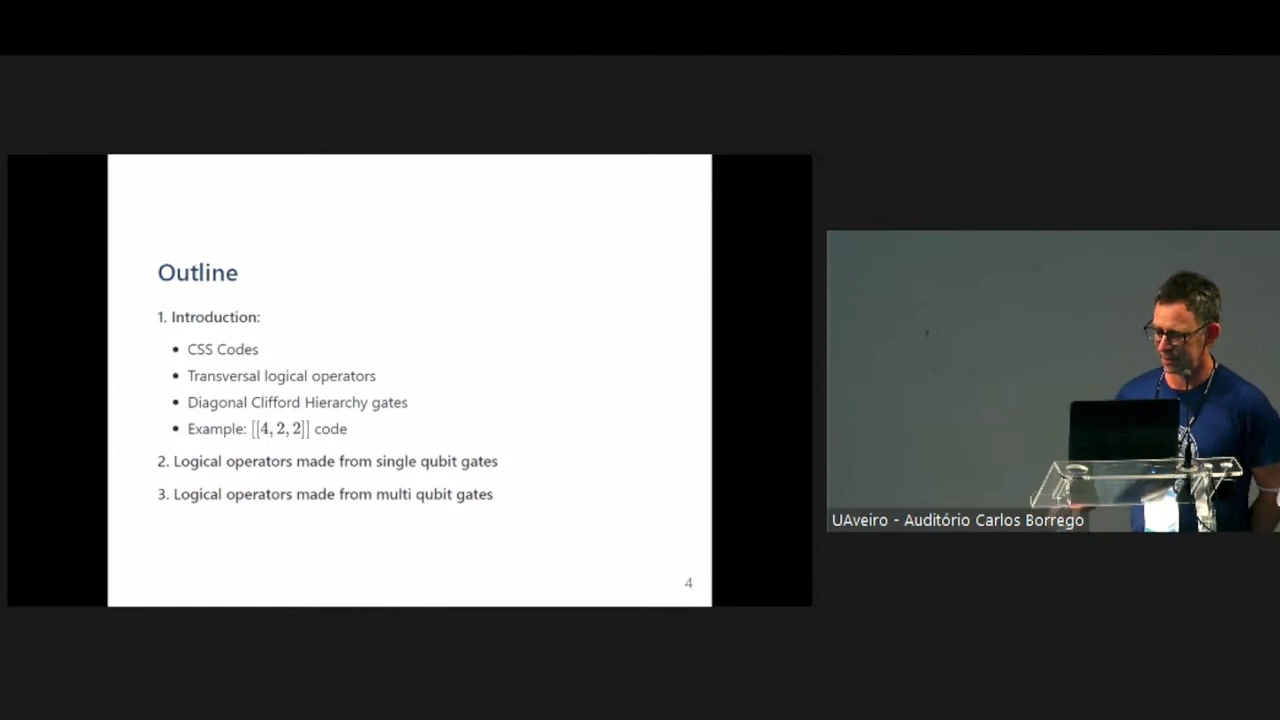 Outline
1. Introduction:
• CSS Codes
• Transversal logical operators
• Diagonal Clifford Hierarchy gates
• Example: [[4, 2, 2]] code
2. Logical operators made from single qubit gates
3. Logical operators made from multi qubit gates
4
UAveiro - Auditório Carlos Borrego